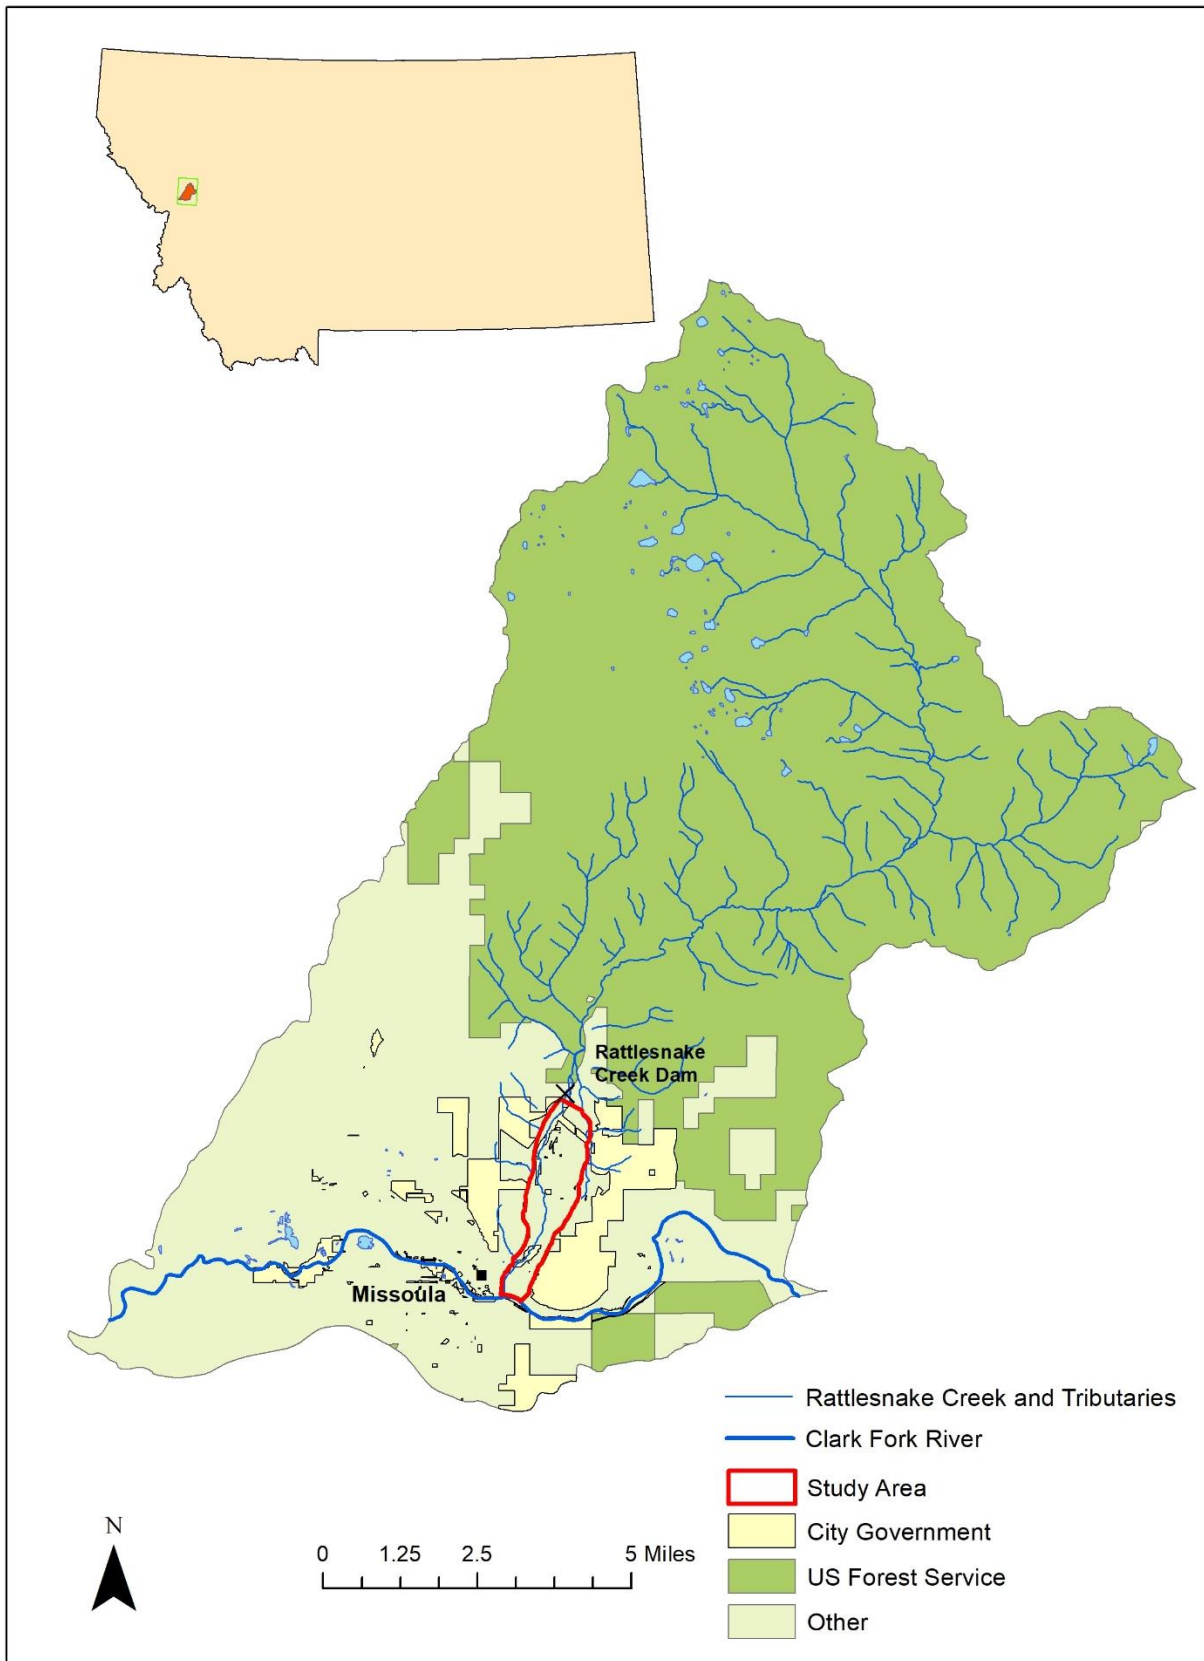 Rattlesnake
Creek Dam
Missoula
Rattlesnake Creek and Tributaries
Clark Fork River
Study Area
City Government
US Forest Service
Other
N
0 1.25 2.5 5 Miles